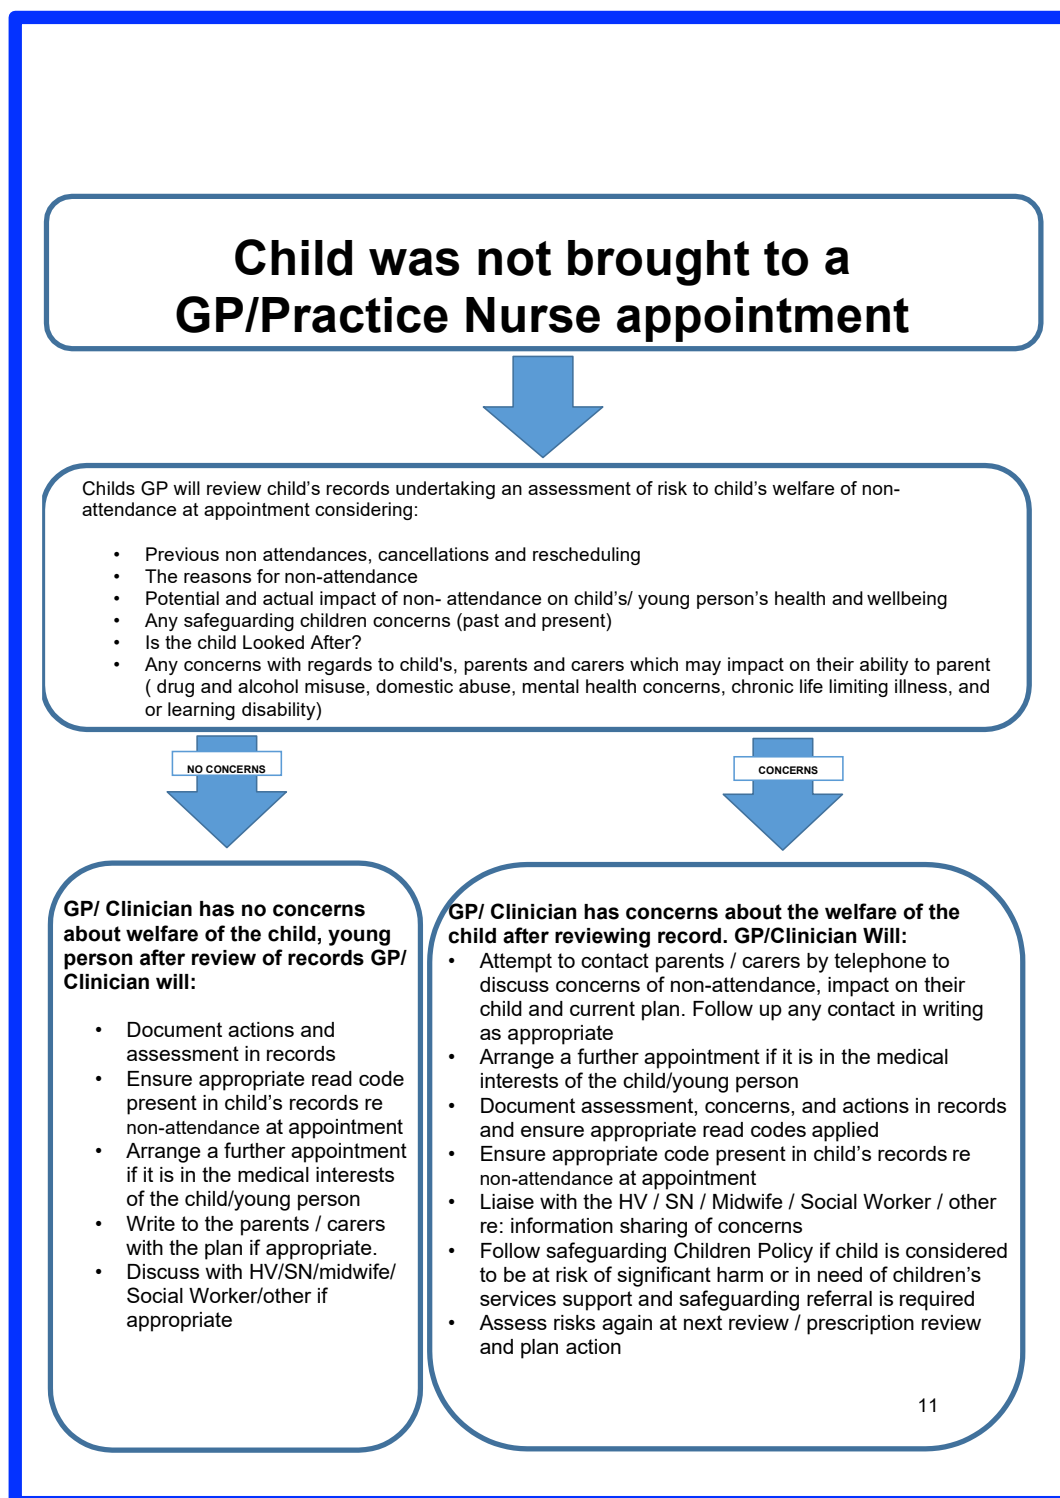 Child was not brought to a
GP/Practice Nurse appointment
Childs GP will review child’s records undertaking an assessment of risk to child’s welfare of non-
attendance at appointment considering:
• Previous non attendances, cancellations and rescheduling
• The reasons for non-attendance
• Potential and actual impact of non- attendance on child’s/ young person’s health and wellbeing
• Any safeguarding children concerns (past and present)
• Is the child Looked After?
• Any concerns with regards to child's, parents and carers which may impact on their ability to parent
( drug and alcohol misuse, domestic abuse, mental health concerns, chronic life limiting illness, and
or learning disability)
NO CONCERNS
CONCERNS
GP/ Clinician has no concerns
about welfare of the child, young
person after review of records GP/
Clinician will:
• Document actions and
assessment in records
• Ensure appropriate read code
present in child’s records re
non-attendance at appointment
• Arrange a further appointment
if it is in the medical interests
of the child/young person
• Write to the parents / carers
with the plan if appropriate.
• Discuss with HV/SN/midwife/
Social Worker/other if
appropriate
GP/ Clinician has concerns about the welfare of the
child after reviewing record. GP/Clinician Will:
• Attempt to contact parents / carers by telephone to
discuss concerns of non-attendance, impact on their
child and current plan. Follow up any contact in writing
as appropriate
• Arrange a further appointment if it is in the medical
interests of the child/young person
• Document assessment, concerns, and actions in records
and ensure appropriate read codes applied
• Ensure appropriate code present in child’s records re
non-attendance at appointment
• Liaise with the HV / SN / Midwife / Social Worker / other
re: information sharing of concerns
• Follow safeguarding Children Policy if child is considered
to be at risk of significant harm or in need of children’s
services support and safeguarding referral is required
• Assess risks again at next review / prescription review
and plan action
11